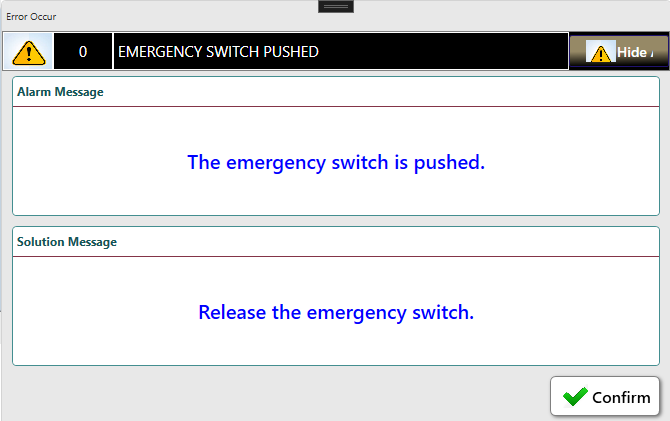 Error Occur
0 EMERGENCY SWITCH PUSHED Hide
Alarm Message
The emergency switch is pushed.
Solution Message
Release the emergency switch.
Confirm